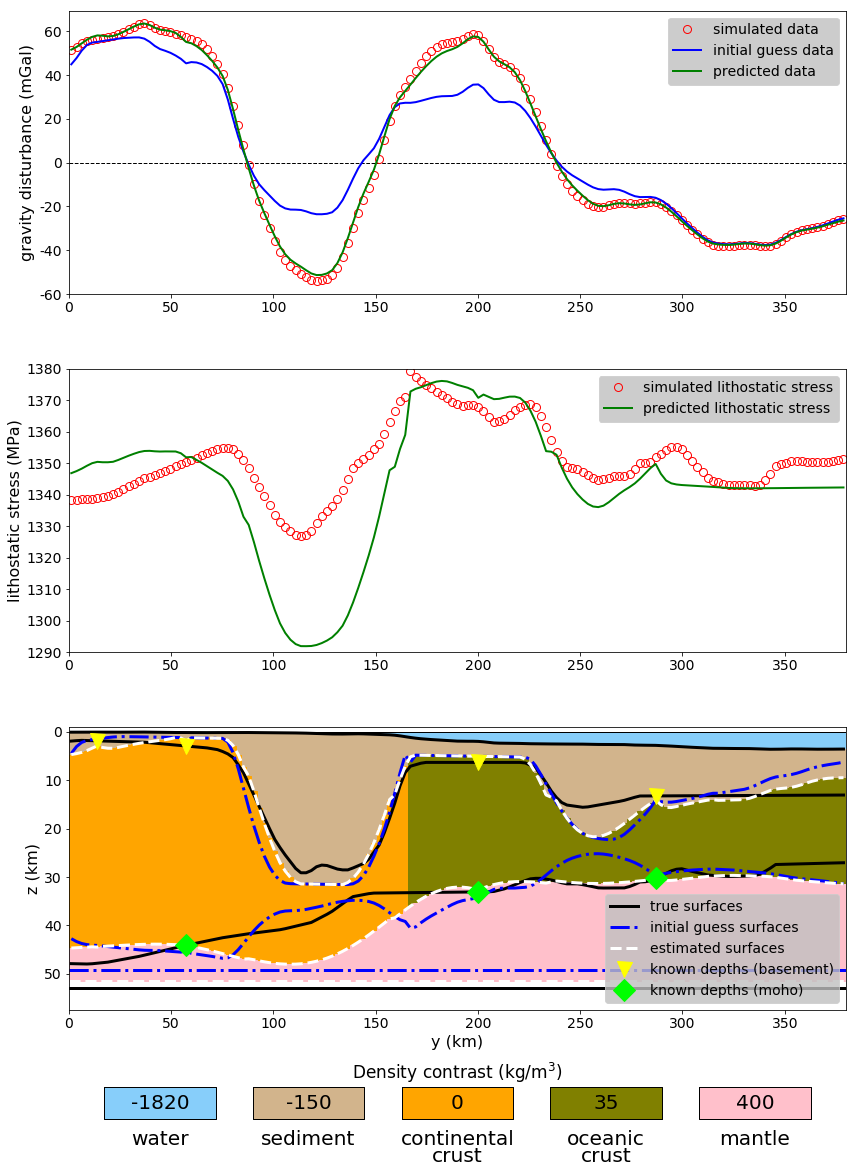 60
40
20
0
-20
-40
-60
gravity disturbance (mGal)
simulated data
initial guess data
predicted data
0 50 100 150 200 250 300 350
1380
1370
1360
1350
1340
1330
1320
1310
1300
1290
lithostatic stress (MPa)
simulated lithostatic stress
predicted lithostatic stress
0 50 100 150 200 250 300 350
0
10
20
30
40
50
z (km)
true surfaces
initial guess surfaces
estimated surfaces
known depths (basement)
known depths (moho)
0 50 100 150 200 250 300 350
y (km)
Density contrast (kg/m³)
-1820 -150 0 35 400
water sediment continental oceanic mantle
crust crust